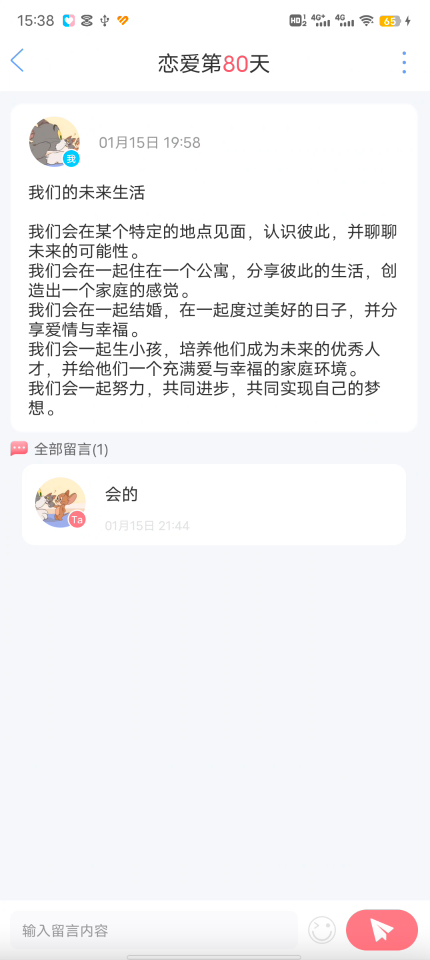 15:38
HD 1 2 4G+ 4G 65
恋爱第80天
我
01月15日 19:58
我们的未来生活
我们会在某个特定的地点见面，认识彼此，并聊聊
未来的可能性。
我们会在一起住在一个公寓，分享彼此的生活，创
造出一个家庭的感觉。
我们会在一起结婚，在一起度过美好的日子，并分
享爱情与幸福。
我们会一起生小孩，培养他们成为未来的优秀人
才，并给他们一个充满爱与幸福的家庭环境。
我们会一起努力，共同进步，共同实现自己的梦
想。
全部留言(1)
会的
Ta
01月15日 21:44
输入留言内容